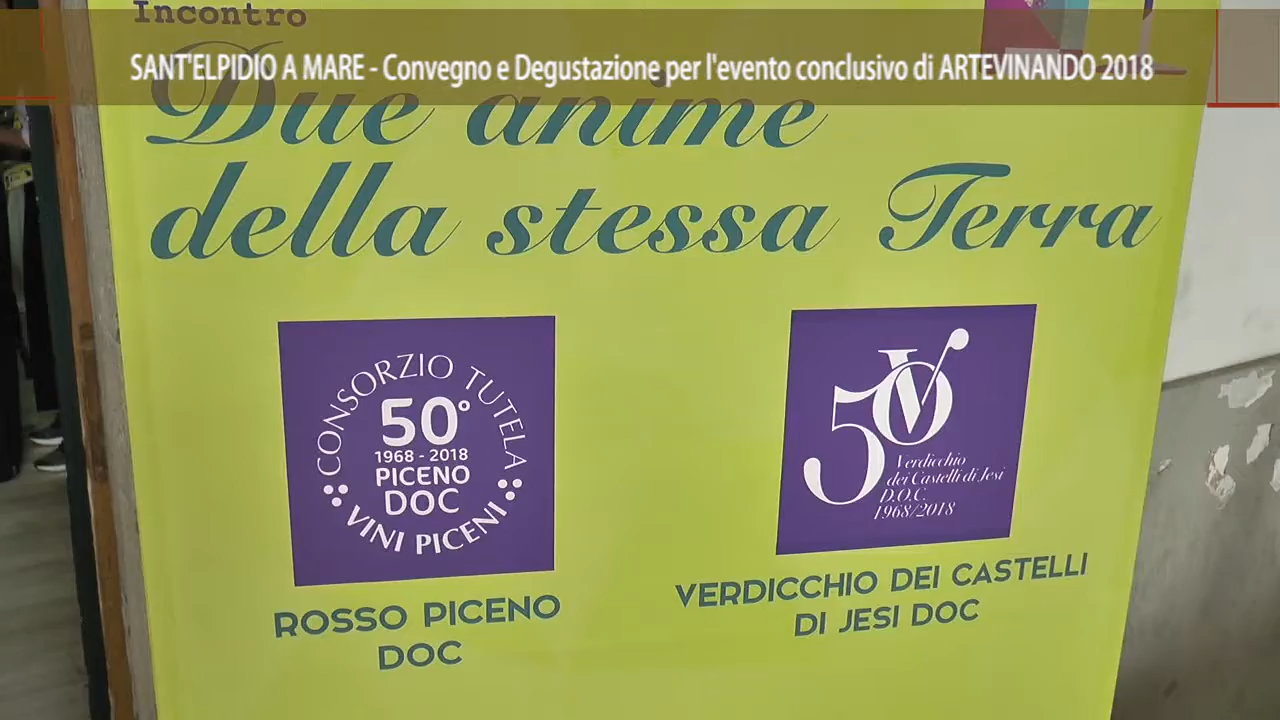 Incontro
SANT'ELPIDIO A MARE - Convegno e Degustazione per l'evento conclusivo di ARTEVINANDO 2018
Due anime
della stessa Terra
CONSORZIO TUTELA
50°
1968 - 2018
PICENO
DOC
VINI PICENI
50V
Verdicchio
dei Castelli di Jesi
D.O.C.
1968/2018
ROSSO PICENO
DOC
VERDICCHIO DEI CASTELLI
DI JESI DOC